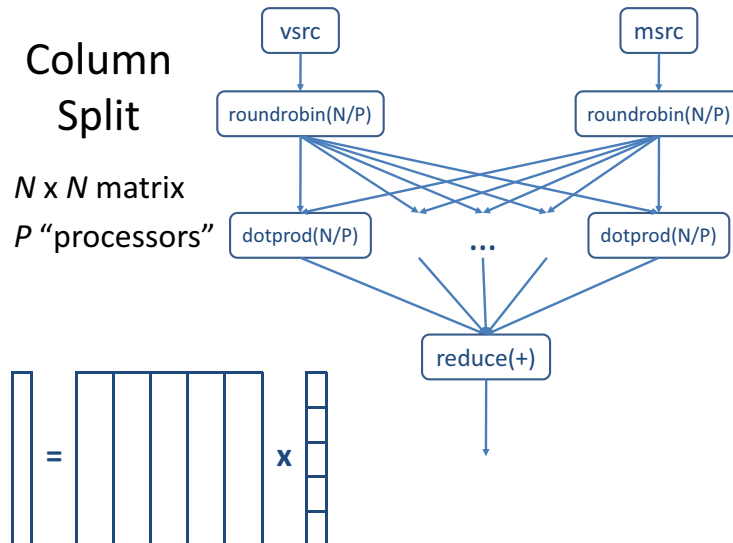 Column
Split
N x N matrix
P “processors”
vsrc
msrc
roundrobin(N/P)
roundrobin(N/P)
dotprod(N/P)
...
dotprod(N/P)
reduce(+)
=
x